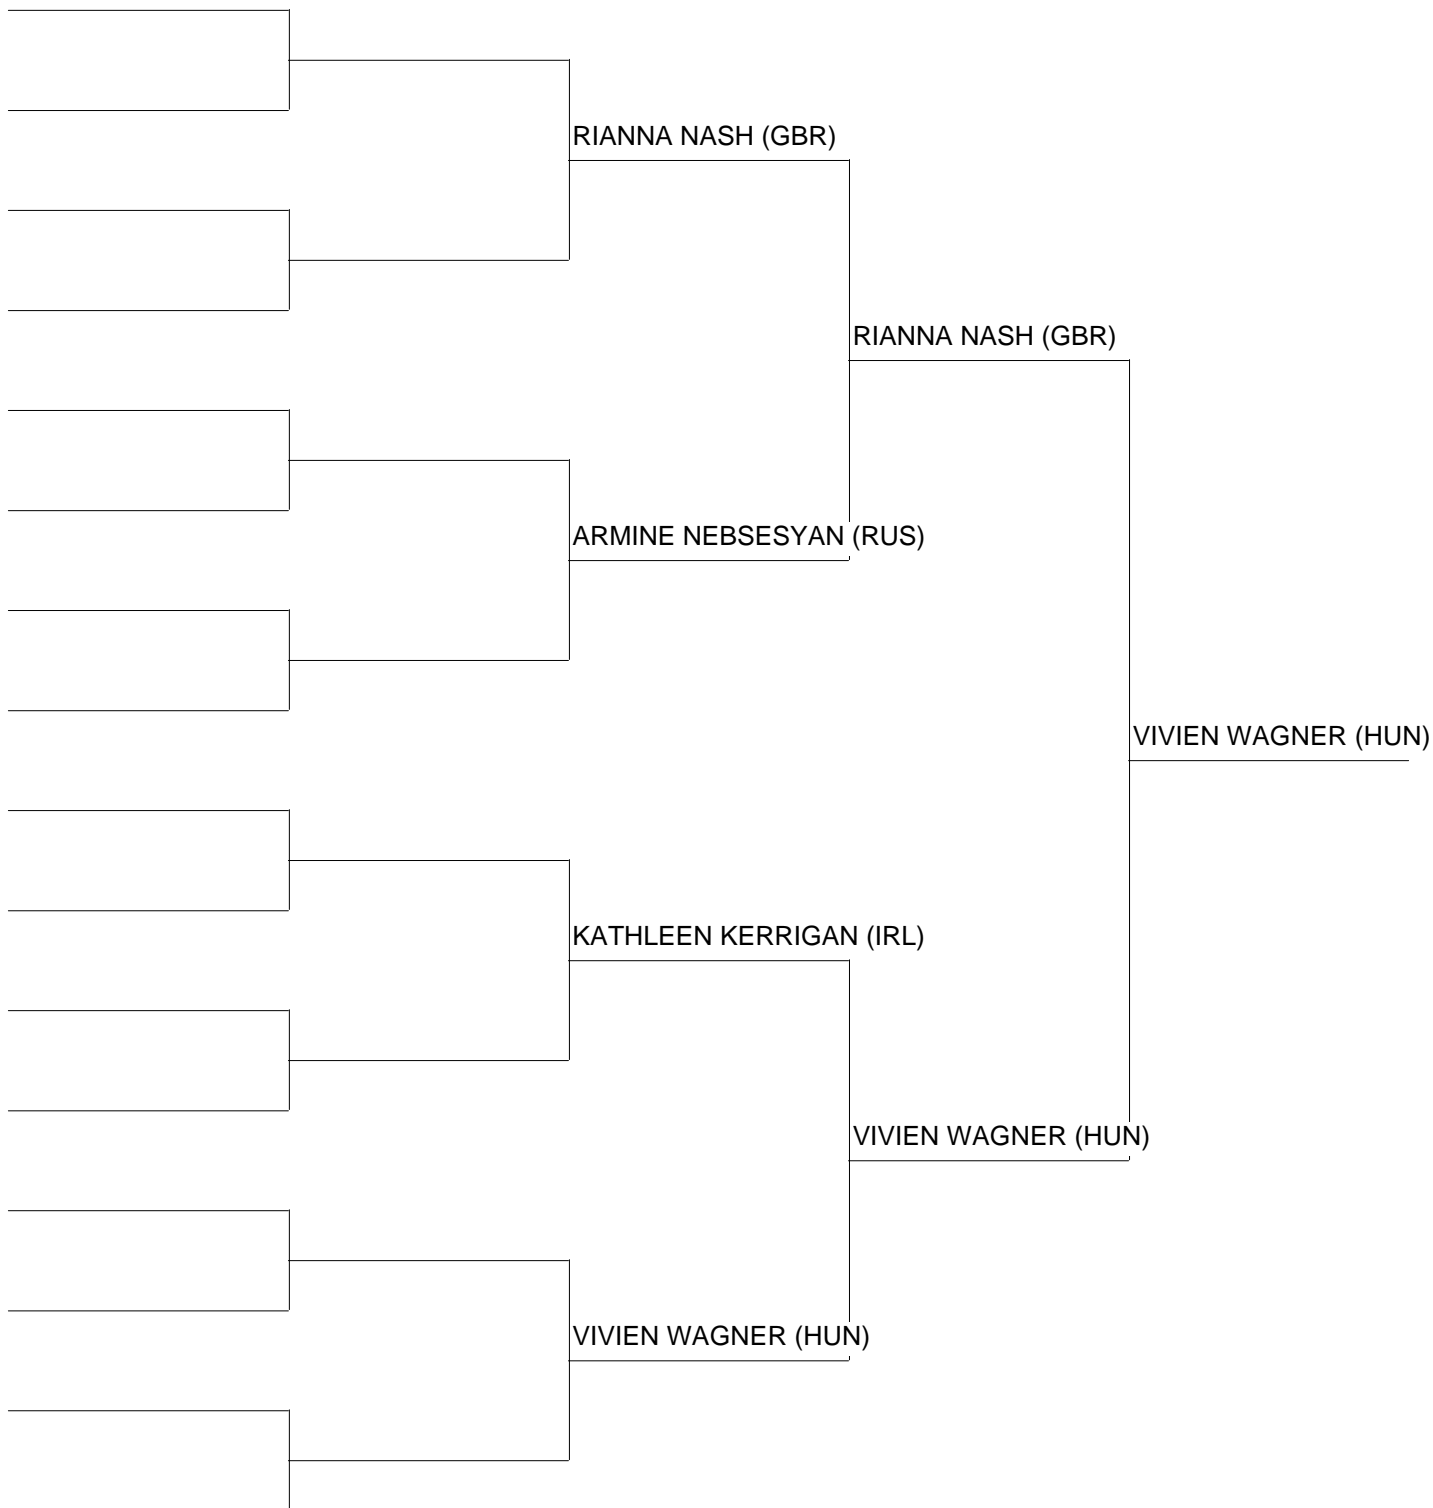 RIANNA NASH (GBR)
RIANNA NASH (GBR)
ARMINE NEBSESYAN (RUS)
VIVIEN WAGNER (HUN)
KATHLEEN KERRIGAN (IRL)
VIVIEN WAGNER (HUN)
VIVIEN WAGNER (HUN)